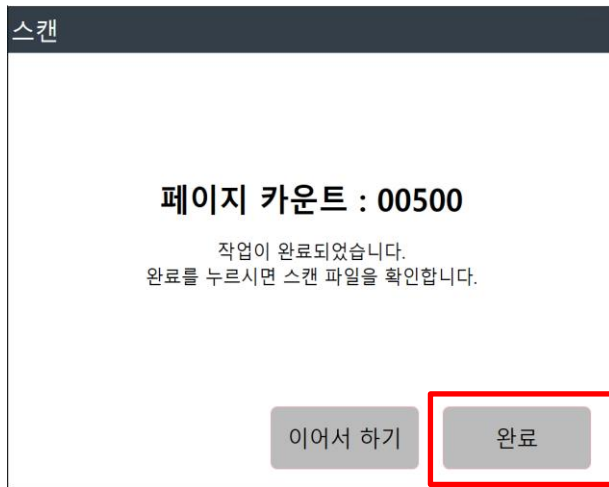 스캔
페이지 카운트 : 00500
작업이 완료되었습니다.
완료를 누르시면 스캔 파일을 확인합니다.
이어서 하기
완료